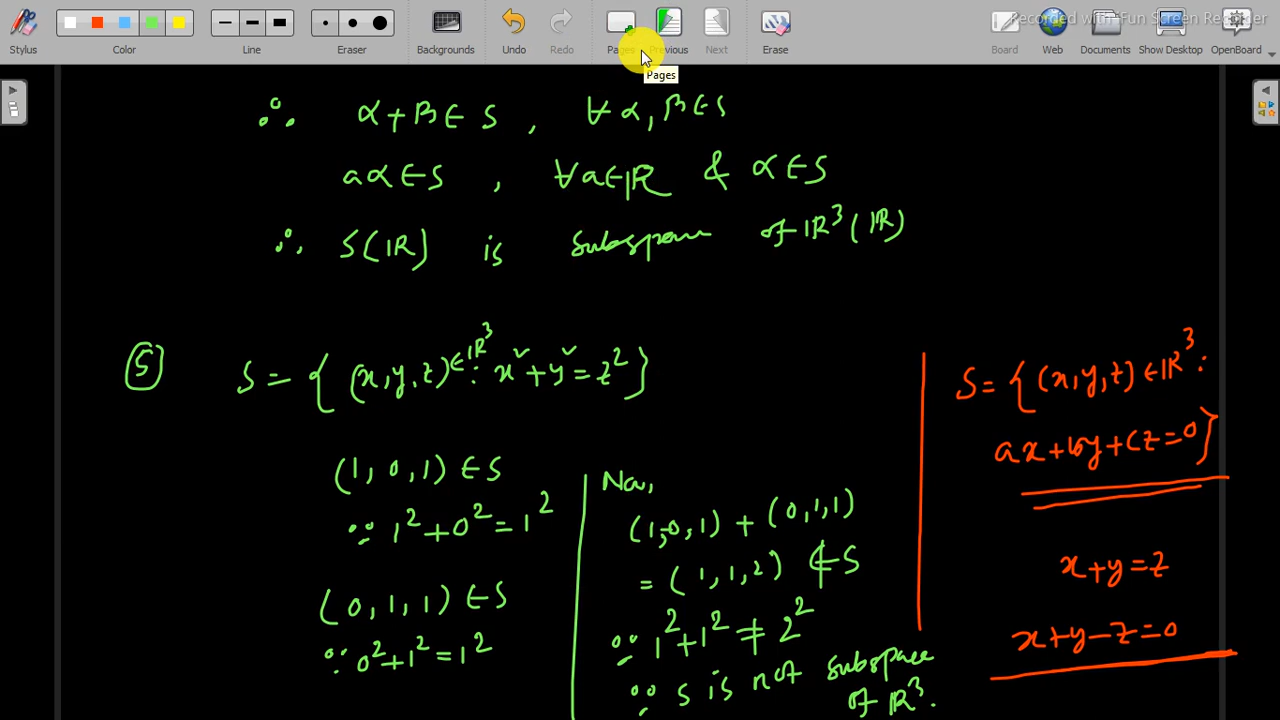 Recorded with iFun Screen Recorder
Stylus Color Line Eraser Backgrounds Undo Redo Pages Previous Next Erase Board Web Documents Show Desktop OpenBoard
Pages
∴ α+β∈S , ∀ α, β∈S
aα∈S , ∀a∈ℝ & α∈S
∴ S(ℝ) is subspace of ℝ³(ℝ)
⑤ S = { (x,y,z)∈ℝ³ : x²+y²=z² }
(1,0,1) ∈ S
∵ 1²+0²=1²
(0,1,1) ∈ S
∵ 0²+1²=1²
Now,
(1,0,1) + (0,1,1)
= (1,1,2) ∉ S
∵ 1²+1² ≠ 2²
∵ S is not subspace
of ℝ³.
S = { (x,y,z) ∈ℝ³ :
ax+by+cz=0 }
x+y=z
x+y-z=0